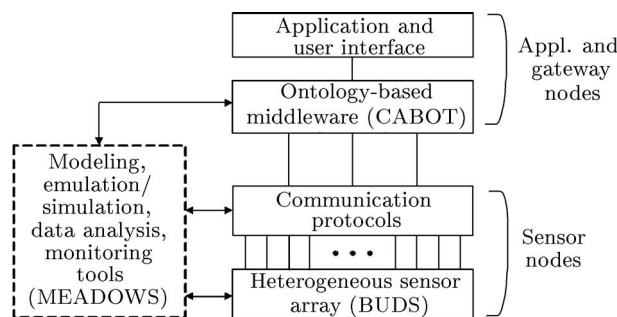 Application and
user interface
Appl. and
gateway
nodes
Ontology-based
middleware (CABOT)
Modeling,
emulation/
simulation,
data analysis,
monitoring
tools
(MEADOWS)
Communication
protocols
Sensor
nodes
Heterogeneous sensor
array (BUDS)